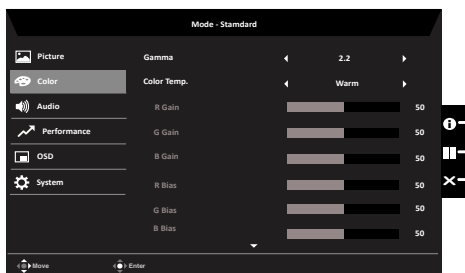 Mode - Stamdard
Picture
Gamma 2.2
Color
Color Temp. Warm
Audio
R Gain 50
Performance
G Gain 50
OSD
B Gain 50
System
R Bias 50
G Bias 50
B Bias 50
Move Enter